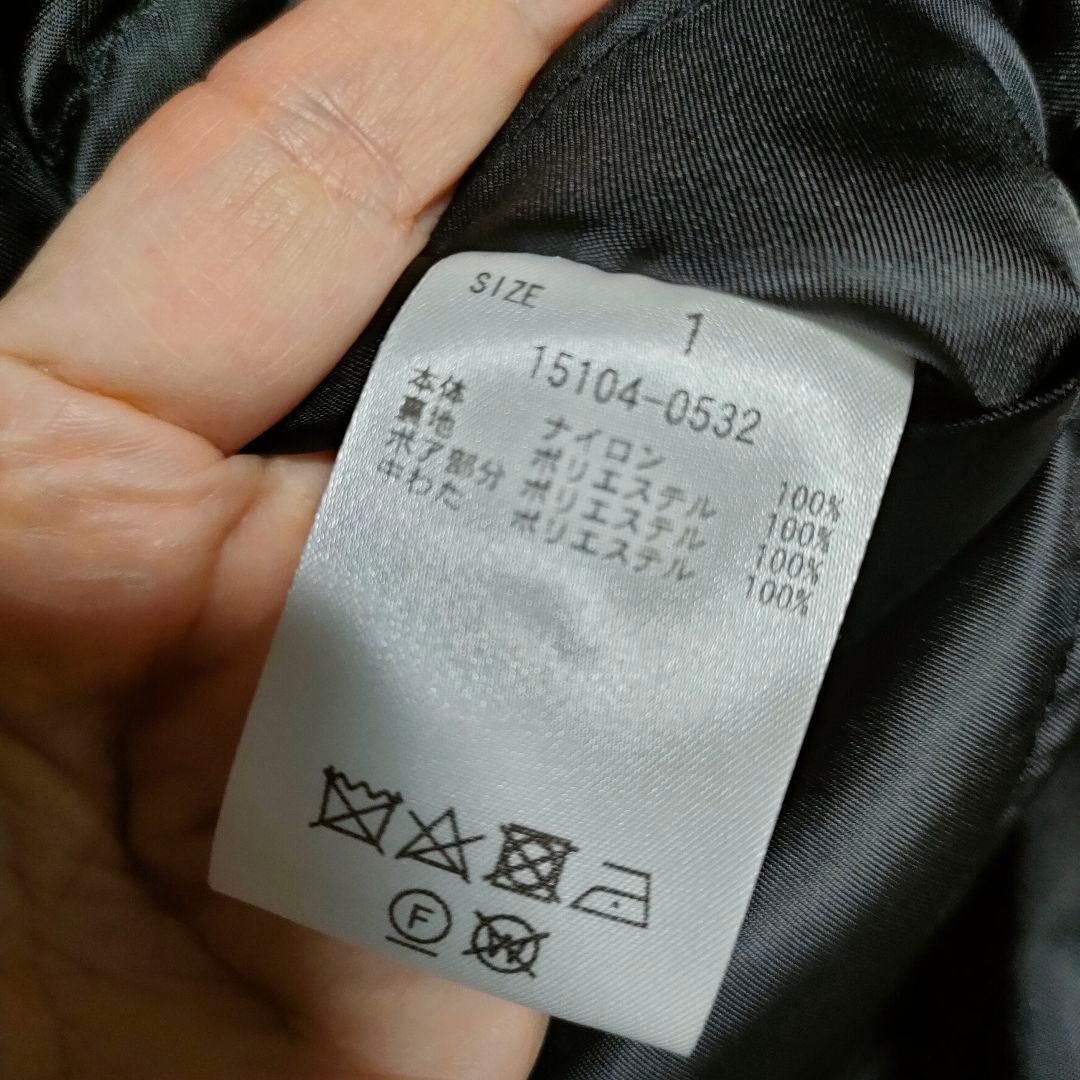 SIZE
1
15104-0532
本体 ナイロン 100%
裏地 ポリエステル 100%
ボア部分 ポリエステル 100%
中わた ポリエステル 100%
F
W